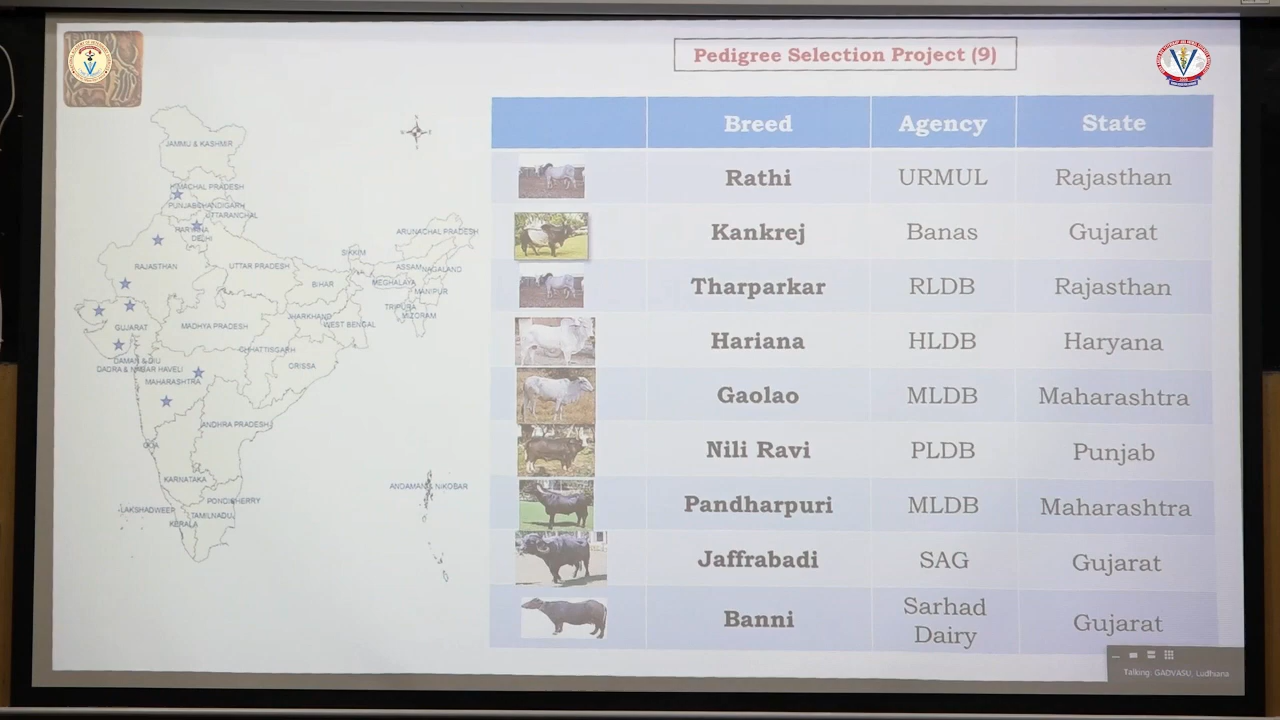 Pedigree Selection Project (9)
Breed Agency State
Rathi URMUL Rajasthan
Kankrej Banas Gujarat
Tharparkar RLDB Rajasthan
Hariana HLDB Haryana
Gaolao MLDB Maharashtra
Nili Ravi PLDB Punjab
Pandharpuri MLDB Maharashtra
Jaffrabadi SAG Gujarat
Banni Sarhad Dairy Gujarat
JAMMU & KASHMIR
HIMACHAL PRADESH
PUNJAB CHANDIGARH
UTTARANCHAL
HARYANA
DELHI
ARUNACHAL PRADESH
SIKKIM
RAJASTHAN UTTAR PRADESH ASSAM NAGALAND
BIHAR MEGHALAYA
MANIPUR
TRIPURA
MIZORAM
GUJARAT MADHYA PRADESH JHARKHAND
WEST BENGAL
CHHATTISGARH
DAMAN & DIU
DADRA & NAGAR HAVELI ORISSA
MAHARASHTRA
ANDHRA PRADESH
GOA
KARNATAKA
ANDAMAN & NIKOBAR
PONDICHERRY
LAKSHADWEEP TAMILNADU
KERALA
Talking: GADVASU, Ludhiana